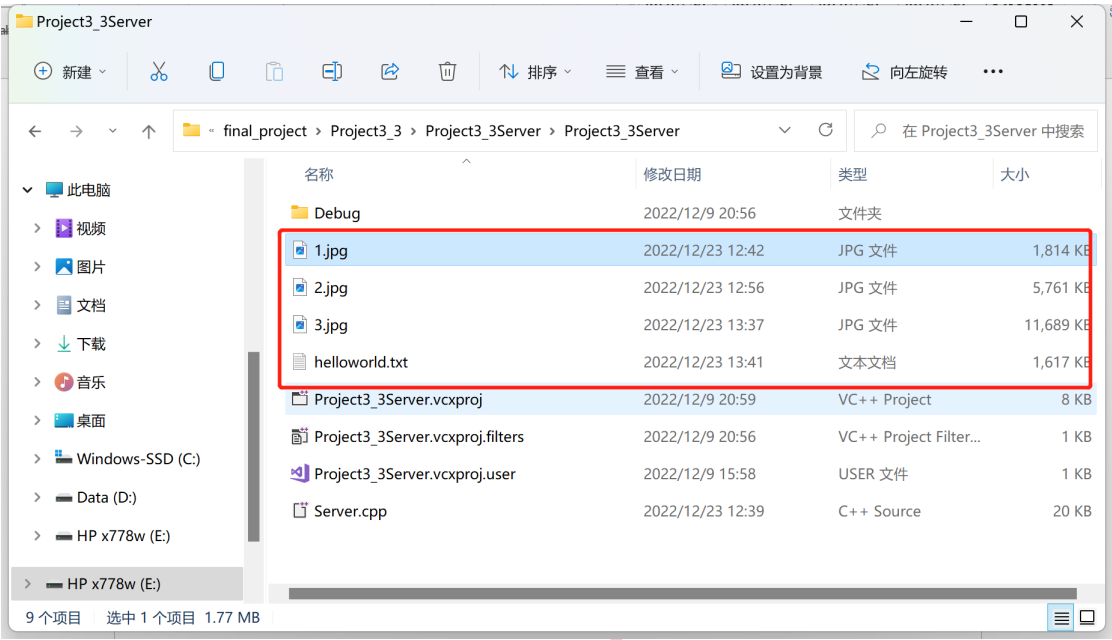 Project3_3Server
新建 排序 查看 设置为背景 向左旋转
« final_project › Project3_3 › Project3_3Server › Project3_3Server
在 Project3_3Server 中搜索
此电脑
视频
图片
文档
下载
音乐
桌面
Windows-SSD (C:)
Data (D:)
HP x778w (E:)
HP x778w (E:)
名称 修改日期 类型 大小
Debug 2022/12/9 20:56 文件夹
1.jpg 2022/12/23 12:42 JPG 文件 1,814 KB
2.jpg 2022/12/23 12:56 JPG 文件 5,761 KB
3.jpg 2022/12/23 13:37 JPG 文件 11,689 KB
helloworld.txt 2022/12/23 13:41 文本文档 1,617 KB
Project3_3Server.vcxproj 2022/12/9 20:59 VC++ Project 8 KB
Project3_3Server.vcxproj.filters 2022/12/9 20:56 VC++ Project Filter... 1 KB
Project3_3Server.vcxproj.user 2022/12/9 15:58 USER 文件 1 KB
Server.cpp 2022/12/23 12:39 C++ Source 20 KB
9 个项目 选中 1 个项目 1.77 MB